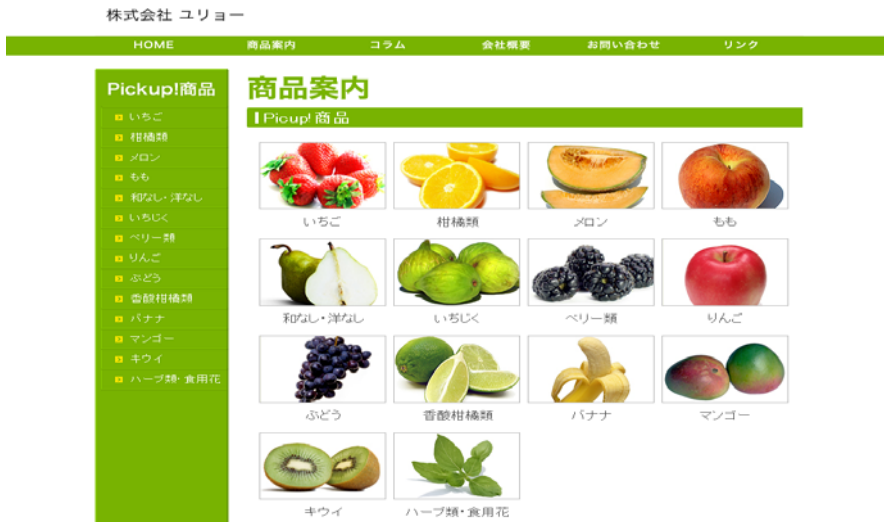 株式会社 ユリョー
HOME 商品案内 コラム 会社概要 お問い合わせ リンク
Pickup!商品
いちご
柑橘類
メロン
もも
和なし・洋なし
いちじく
ベリー類
りんご
ぶどう
香酸柑橘類
バナナ
マンゴー
キウイ
ハーブ類・食用花
商品案内
Picup!商品
いちご 柑橘類 メロン もも
和なし・洋なし いちじく ベリー類 りんご
ぶどう 香酸柑橘類 バナナ マンゴー
キウイ ハーブ類・食用花